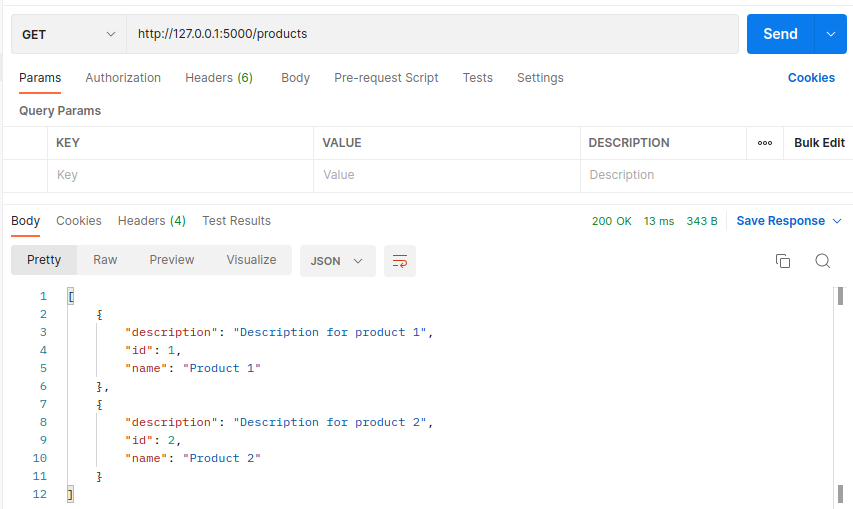 GET http://127.0.0.1:5000/products Send
Params Authorization Headers (6) Body Pre-request Script Tests Settings Cookies
Query Params
KEY VALUE DESCRIPTION ooo Bulk Edit
Key Value Description
Body Cookies Headers (4) Test Results 200 OK 13 ms 343 B Save Response
Pretty Raw Preview Visualize JSON
1 [
2 {
3 "description": "Description for product 1",
4 "id": 1,
5 "name": "Product 1"
6 },
7 {
8 "description": "Description for product 2",
9 "id": 2,
10 "name": "Product 2"
11 }
12 ]